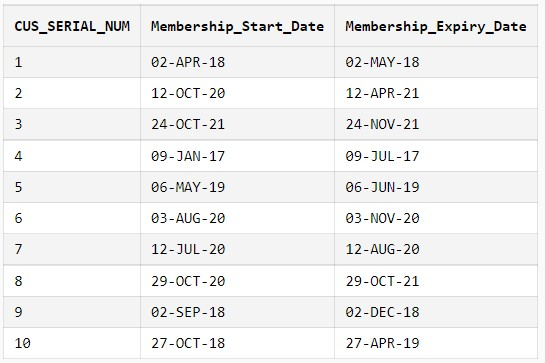 CUS_SERIAL_NUM Membership_Start_Date Membership_Expiry_Date
1 02-APR-18 02-MAY-18
2 12-OCT-20 12-APR-21
3 24-OCT-21 24-NOV-21
4 09-JAN-17 09-JUL-17
5 06-MAY-19 06-JUN-19
6 03-AUG-20 03-NOV-20
7 12-JUL-20 12-AUG-20
8 29-OCT-20 29-OCT-21
9 02-SEP-18 02-DEC-18
10 27-OCT-18 27-APR-19